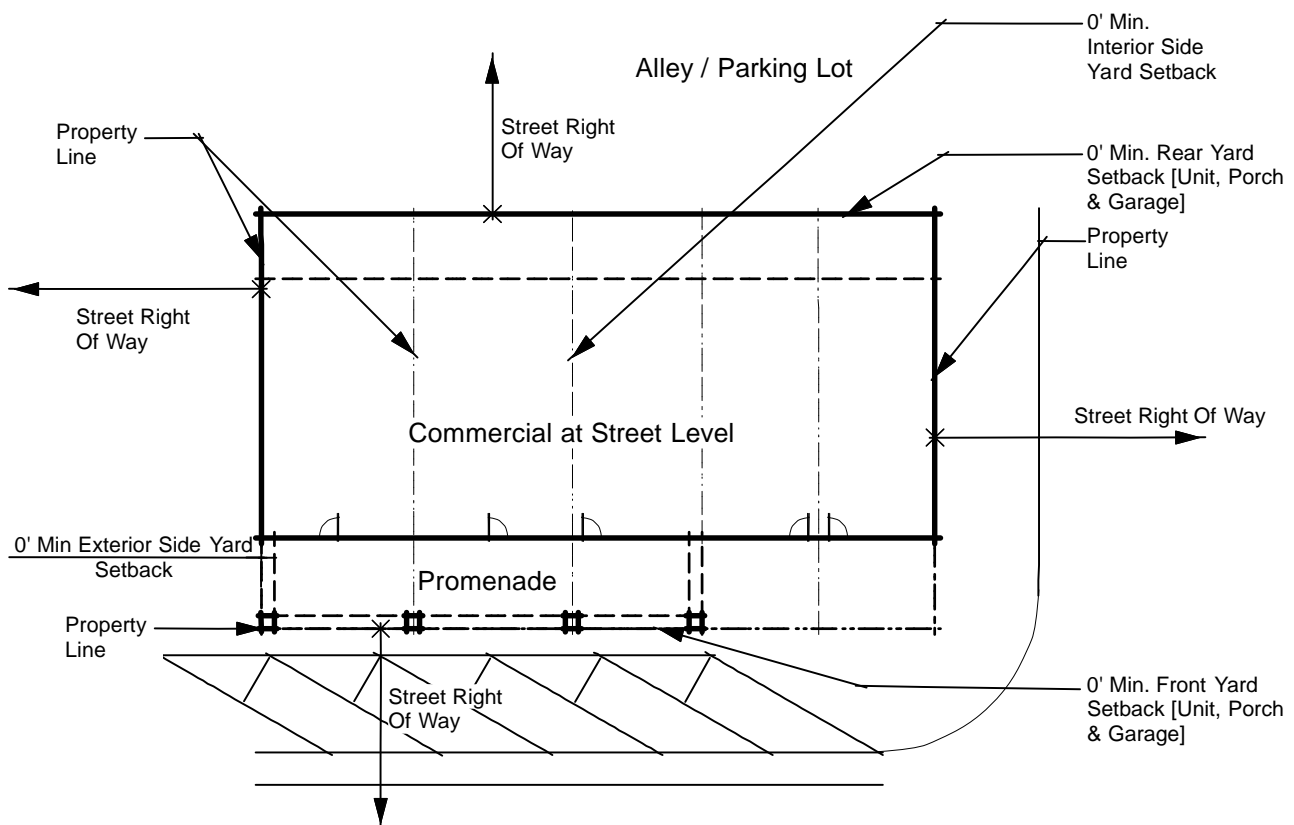 0' Min.
Interior Side
Yard Setback
Alley / Parking Lot
Property
Line
Street Right
Of Way
0' Min. Rear Yard
Setback [Unit, Porch
& Garage]
Property
Line
Street Right
Of Way
Street Right Of Way
Commercial at Street Level
0' Min Exterior Side Yard
Setback
Promenade
Property
Line
Street Right
Of Way
0' Min. Front Yard
Setback [Unit, Porch
& Garage]